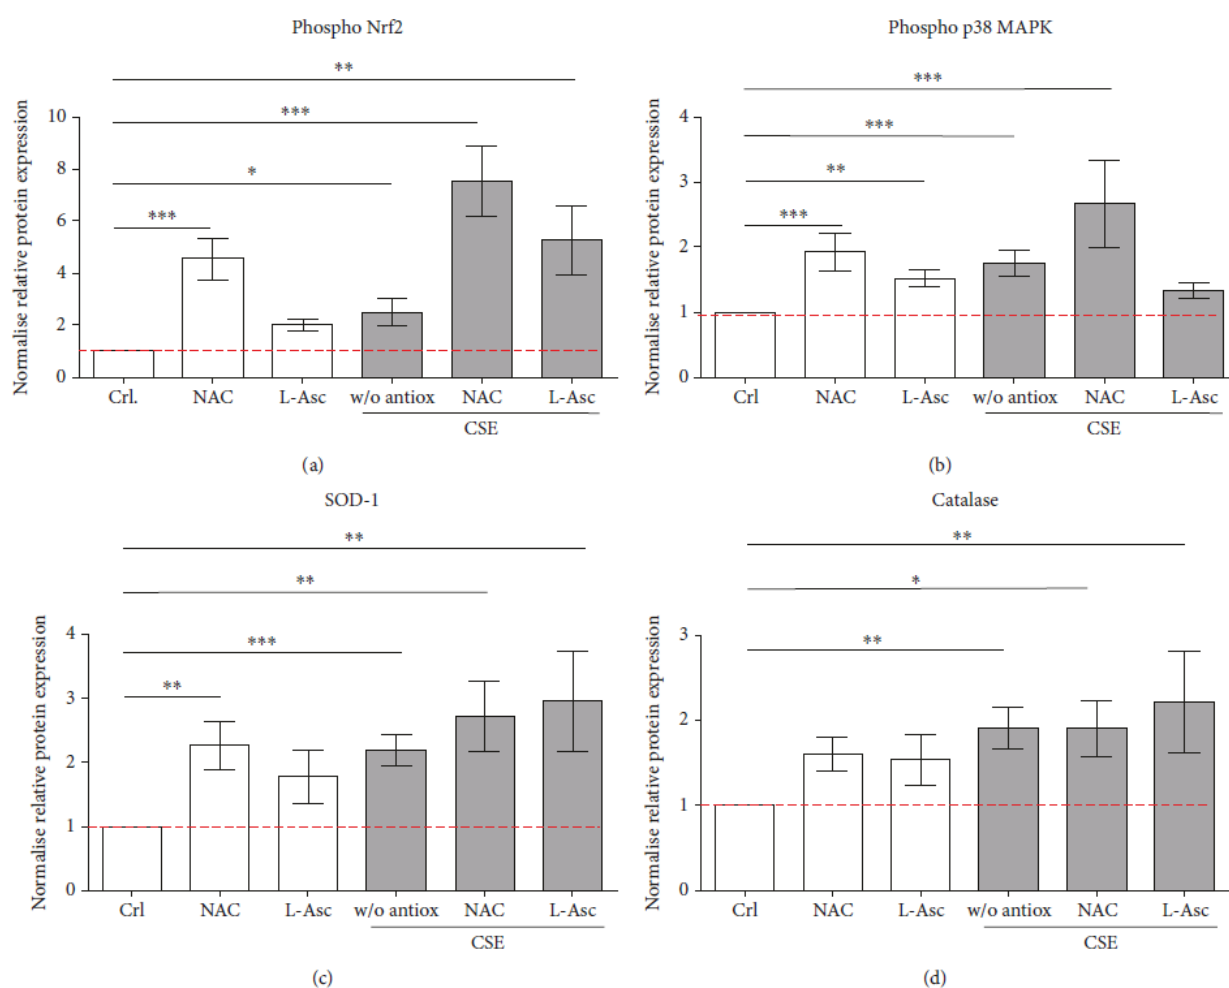 Phospho Nrf2
**
***
*
***
Normalise relative protein expression
10
8
6
4
2
0
Crl.
NAC
L-Asc
w/o antiox
NAC
L-Asc
CSE
(a)
Phospho p38 MAPK
***
***
**
***
Normalise relative protein expression
4
3
2
1
0
Crl
NAC
L-Asc
w/o antiox
NAC
L-Asc
CSE
(b)
SOD-1
**
**
***
**
Normalise relative protein expression
4
3
2
1
0
Crl
NAC
L-Asc
w/o antiox
NAC
L-Asc
CSE
(c)
Catalase
**
*
**
Normalise relative protein expression
3
2
1
0
Crl
NAC
L-Asc
w/o antiox
NAC
L-Asc
CSE
(d)